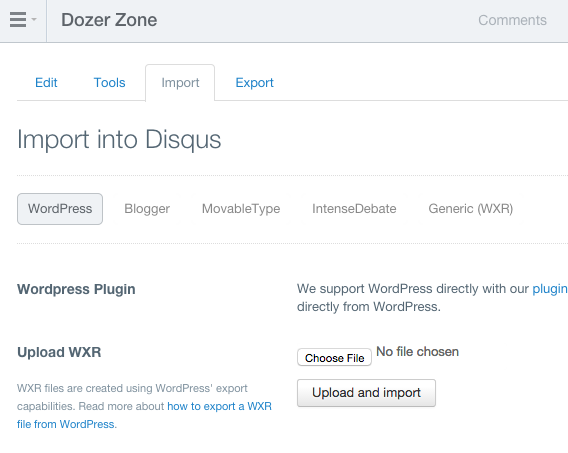 Dozer Zone Comments
Edit Tools Import Export
Import into Disqus
WordPress Blogger MovableType IntenseDebate Generic (WXR)
Wordpress Plugin
We support WordPress directly with our plugin
directly from WordPress.
Upload WXR
Choose File No file chosen
WXR files are created using WordPress' export
capabilities. Read more about how to export a WXR
file from WordPress.
Upload and import